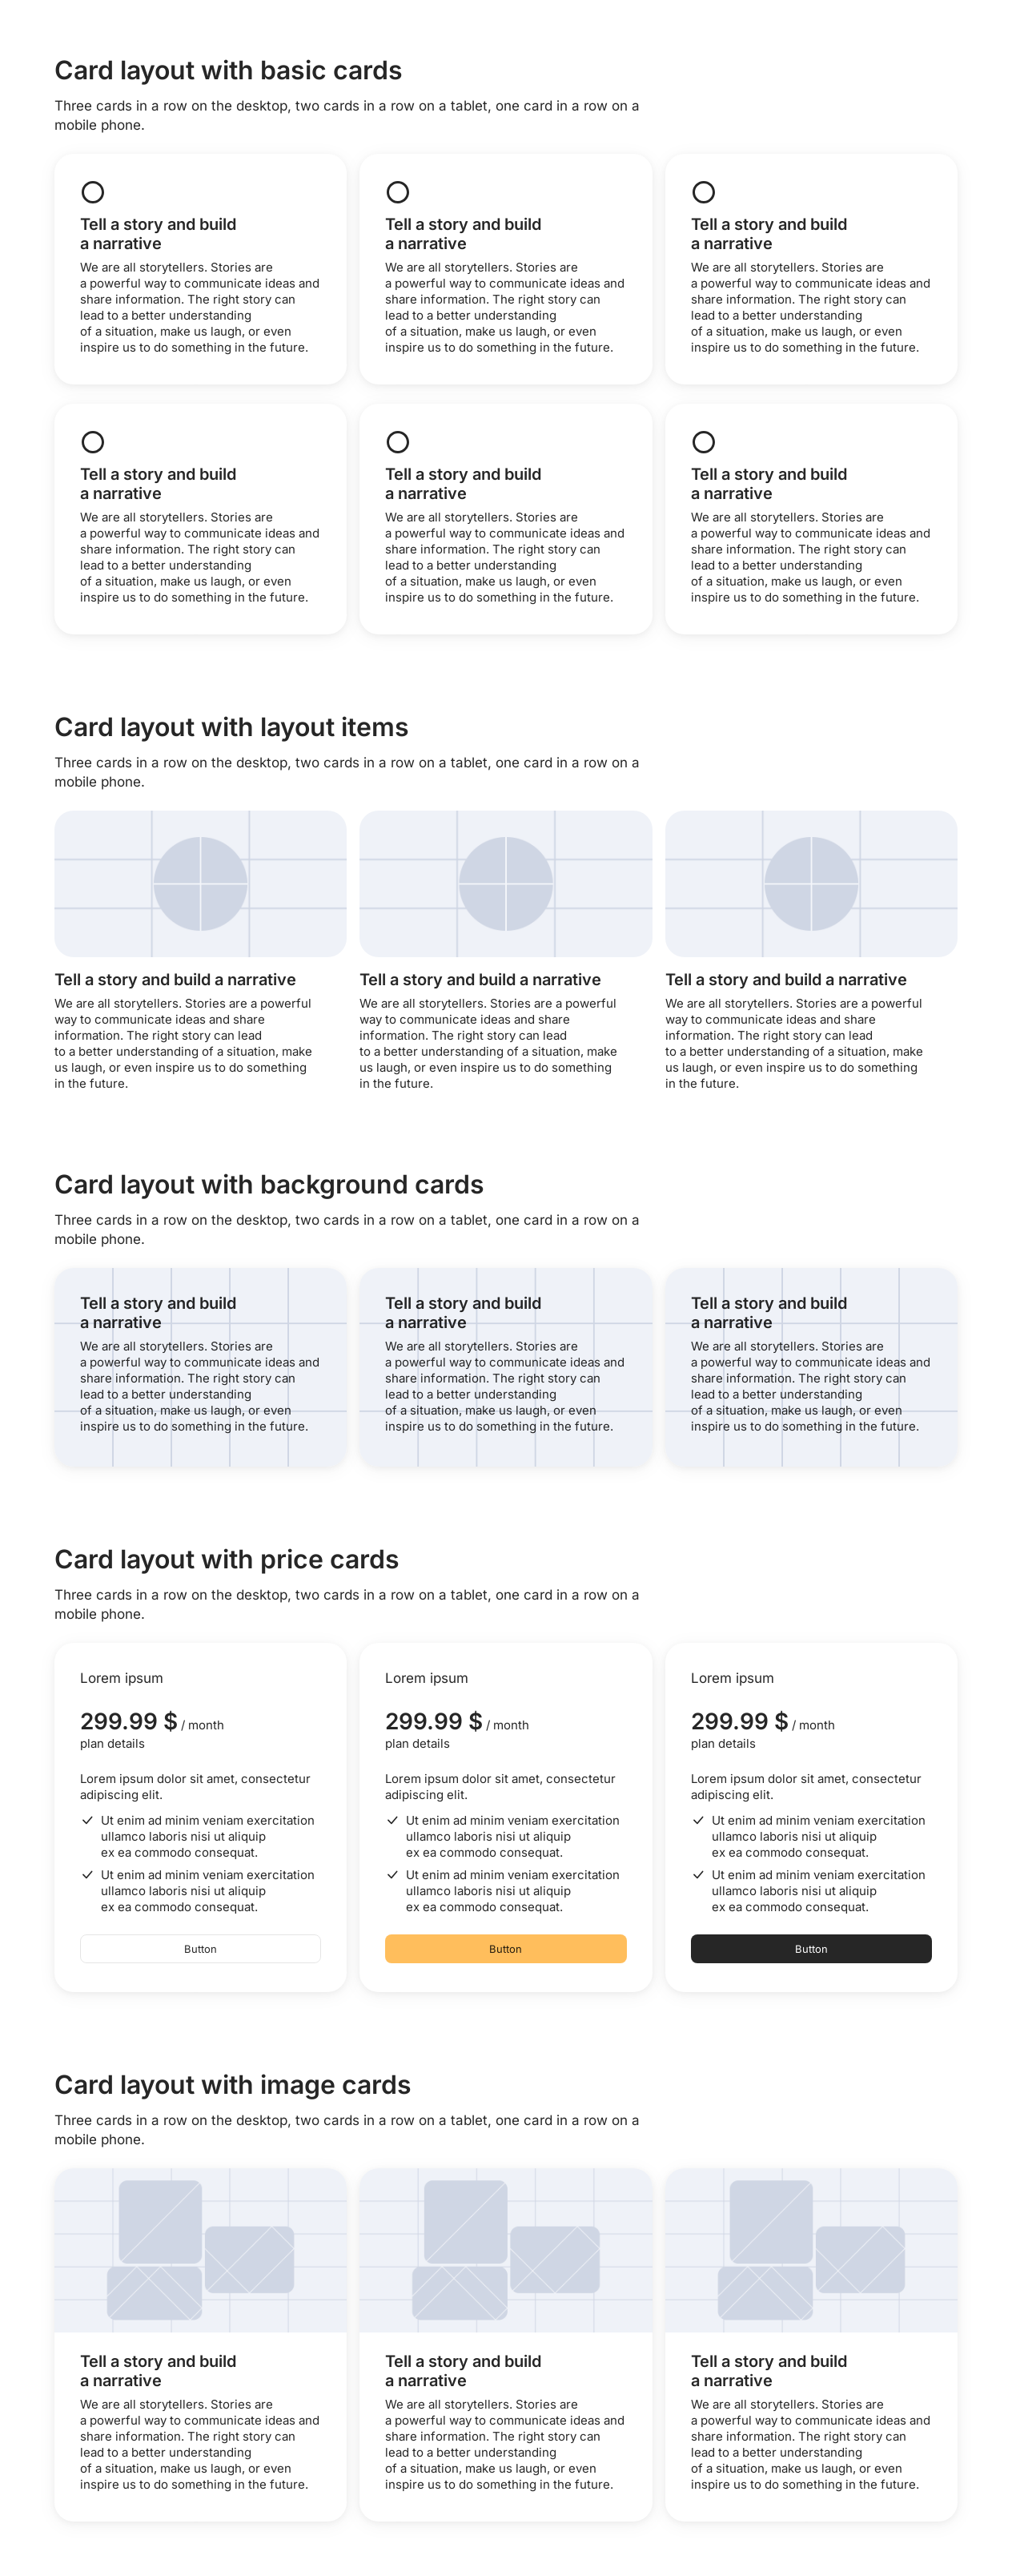 Card layout with basic cards
Three cards in a row on the desktop, two cards in a row on a tablet, one card in a row on a
mobile phone.
Tell a story and build
a narrative
We are all storytellers. Stories are
a powerful way to communicate ideas and
share information. The right story can
lead to a better understanding
of a situation, make us laugh, or even
inspire us to do something in the future.
Tell a story and build
a narrative
We are all storytellers. Stories are
a powerful way to communicate ideas and
share information. The right story can
lead to a better understanding
of a situation, make us laugh, or even
inspire us to do something in the future.
Tell a story and build
a narrative
We are all storytellers. Stories are
a powerful way to communicate ideas and
share information. The right story can
lead to a better understanding
of a situation, make us laugh, or even
inspire us to do something in the future.
Tell a story and build
a narrative
We are all storytellers. Stories are
a powerful way to communicate ideas and
share information. The right story can
lead to a better understanding
of a situation, make us laugh, or even
inspire us to do something in the future.
Tell a story and build
a narrative
We are all storytellers. Stories are
a powerful way to communicate ideas and
share information. The right story can
lead to a better understanding
of a situation, make us laugh, or even
inspire us to do something in the future.
Tell a story and build
a narrative
We are all storytellers. Stories are
a powerful way to communicate ideas and
share information. The right story can
lead to a better understanding
of a situation, make us laugh, or even
inspire us to do something in the future.
Card layout with layout items
Three cards in a row on the desktop, two cards in a row on a tablet, one card in a row on a
mobile phone.
Tell a story and build a narrative
We are all storytellers. Stories are a powerful
way to communicate ideas and share
information. The right story can lead
to a better understanding of a situation, make
us laugh, or even inspire us to do something
in the future.
Tell a story and build a narrative
We are all storytellers. Stories are a powerful
way to communicate ideas and share
information. The right story can lead
to a better understanding of a situation, make
us laugh, or even inspire us to do something
in the future.
Tell a story and build a narrative
We are all storytellers. Stories are a powerful
way to communicate ideas and share
information. The right story can lead
to a better understanding of a situation, make
us laugh, or even inspire us to do something
in the future.
Card layout with background cards
Three cards in a row on the desktop, two cards in a row on a tablet, one card in a row on a
mobile phone.
Tell a story and build
a narrative
We are all storytellers. Stories are
a powerful way to communicate ideas and
share information. The right story can
lead to a better understanding
of a situation, make us laugh, or even
inspire us to do something in the future.
Tell a story and build
a narrative
We are all storytellers. Stories are
a powerful way to communicate ideas and
share information. The right story can
lead to a better understanding
of a situation, make us laugh, or even
inspire us to do something in the future.
Tell a story and build
a narrative
We are all storytellers. Stories are
a powerful way to communicate ideas and
share information. The right story can
lead to a better understanding
of a situation, make us laugh, or even
inspire us to do something in the future.
Card layout with price cards
Three cards in a row on the desktop, two cards in a row on a tablet, one card in a row on a
mobile phone.
Lorem ipsum
299.99 $ / month
plan details
Lorem ipsum dolor sit amet, consectetur
adipiscing elit.
Ut enim ad minim veniam exercitation
ullamco laboris nisi ut aliquip
ex ea commodo consequat.
Ut enim ad minim veniam exercitation
ullamco laboris nisi ut aliquip
ex ea commodo consequat.
Button
Lorem ipsum
299.99 $ / month
plan details
Lorem ipsum dolor sit amet, consectetur
adipiscing elit.
Ut enim ad minim veniam exercitation
ullamco laboris nisi ut aliquip
ex ea commodo consequat.
Ut enim ad minim veniam exercitation
ullamco laboris nisi ut aliquip
ex ea commodo consequat.
Button
Lorem ipsum
299.99 $ / month
plan details
Lorem ipsum dolor sit amet, consectetur
adipiscing elit.
Ut enim ad minim veniam exercitation
ullamco laboris nisi ut aliquip
ex ea commodo consequat.
Ut enim ad minim veniam exercitation
ullamco laboris nisi ut aliquip
ex ea commodo consequat.
Button
Card layout with image cards
Three cards in a row on the desktop, two cards in a row on a tablet, one card in a row on a
mobile phone.
Tell a story and build
a narrative
We are all storytellers. Stories are
a powerful way to communicate ideas and
share information. The right story can
lead to a better understanding
of a situation, make us laugh, or even
inspire us to do something in the future.
Tell a story and build
a narrative
We are all storytellers. Stories are
a powerful way to communicate ideas and
share information. The right story can
lead to a better understanding
of a situation, make us laugh, or even
inspire us to do something in the future.
Tell a story and build
a narrative
We are all storytellers. Stories are
a powerful way to communicate ideas and
share information. The right story can
lead to a better understanding
of a situation, make us laugh, or even
inspire us to do something in the future.